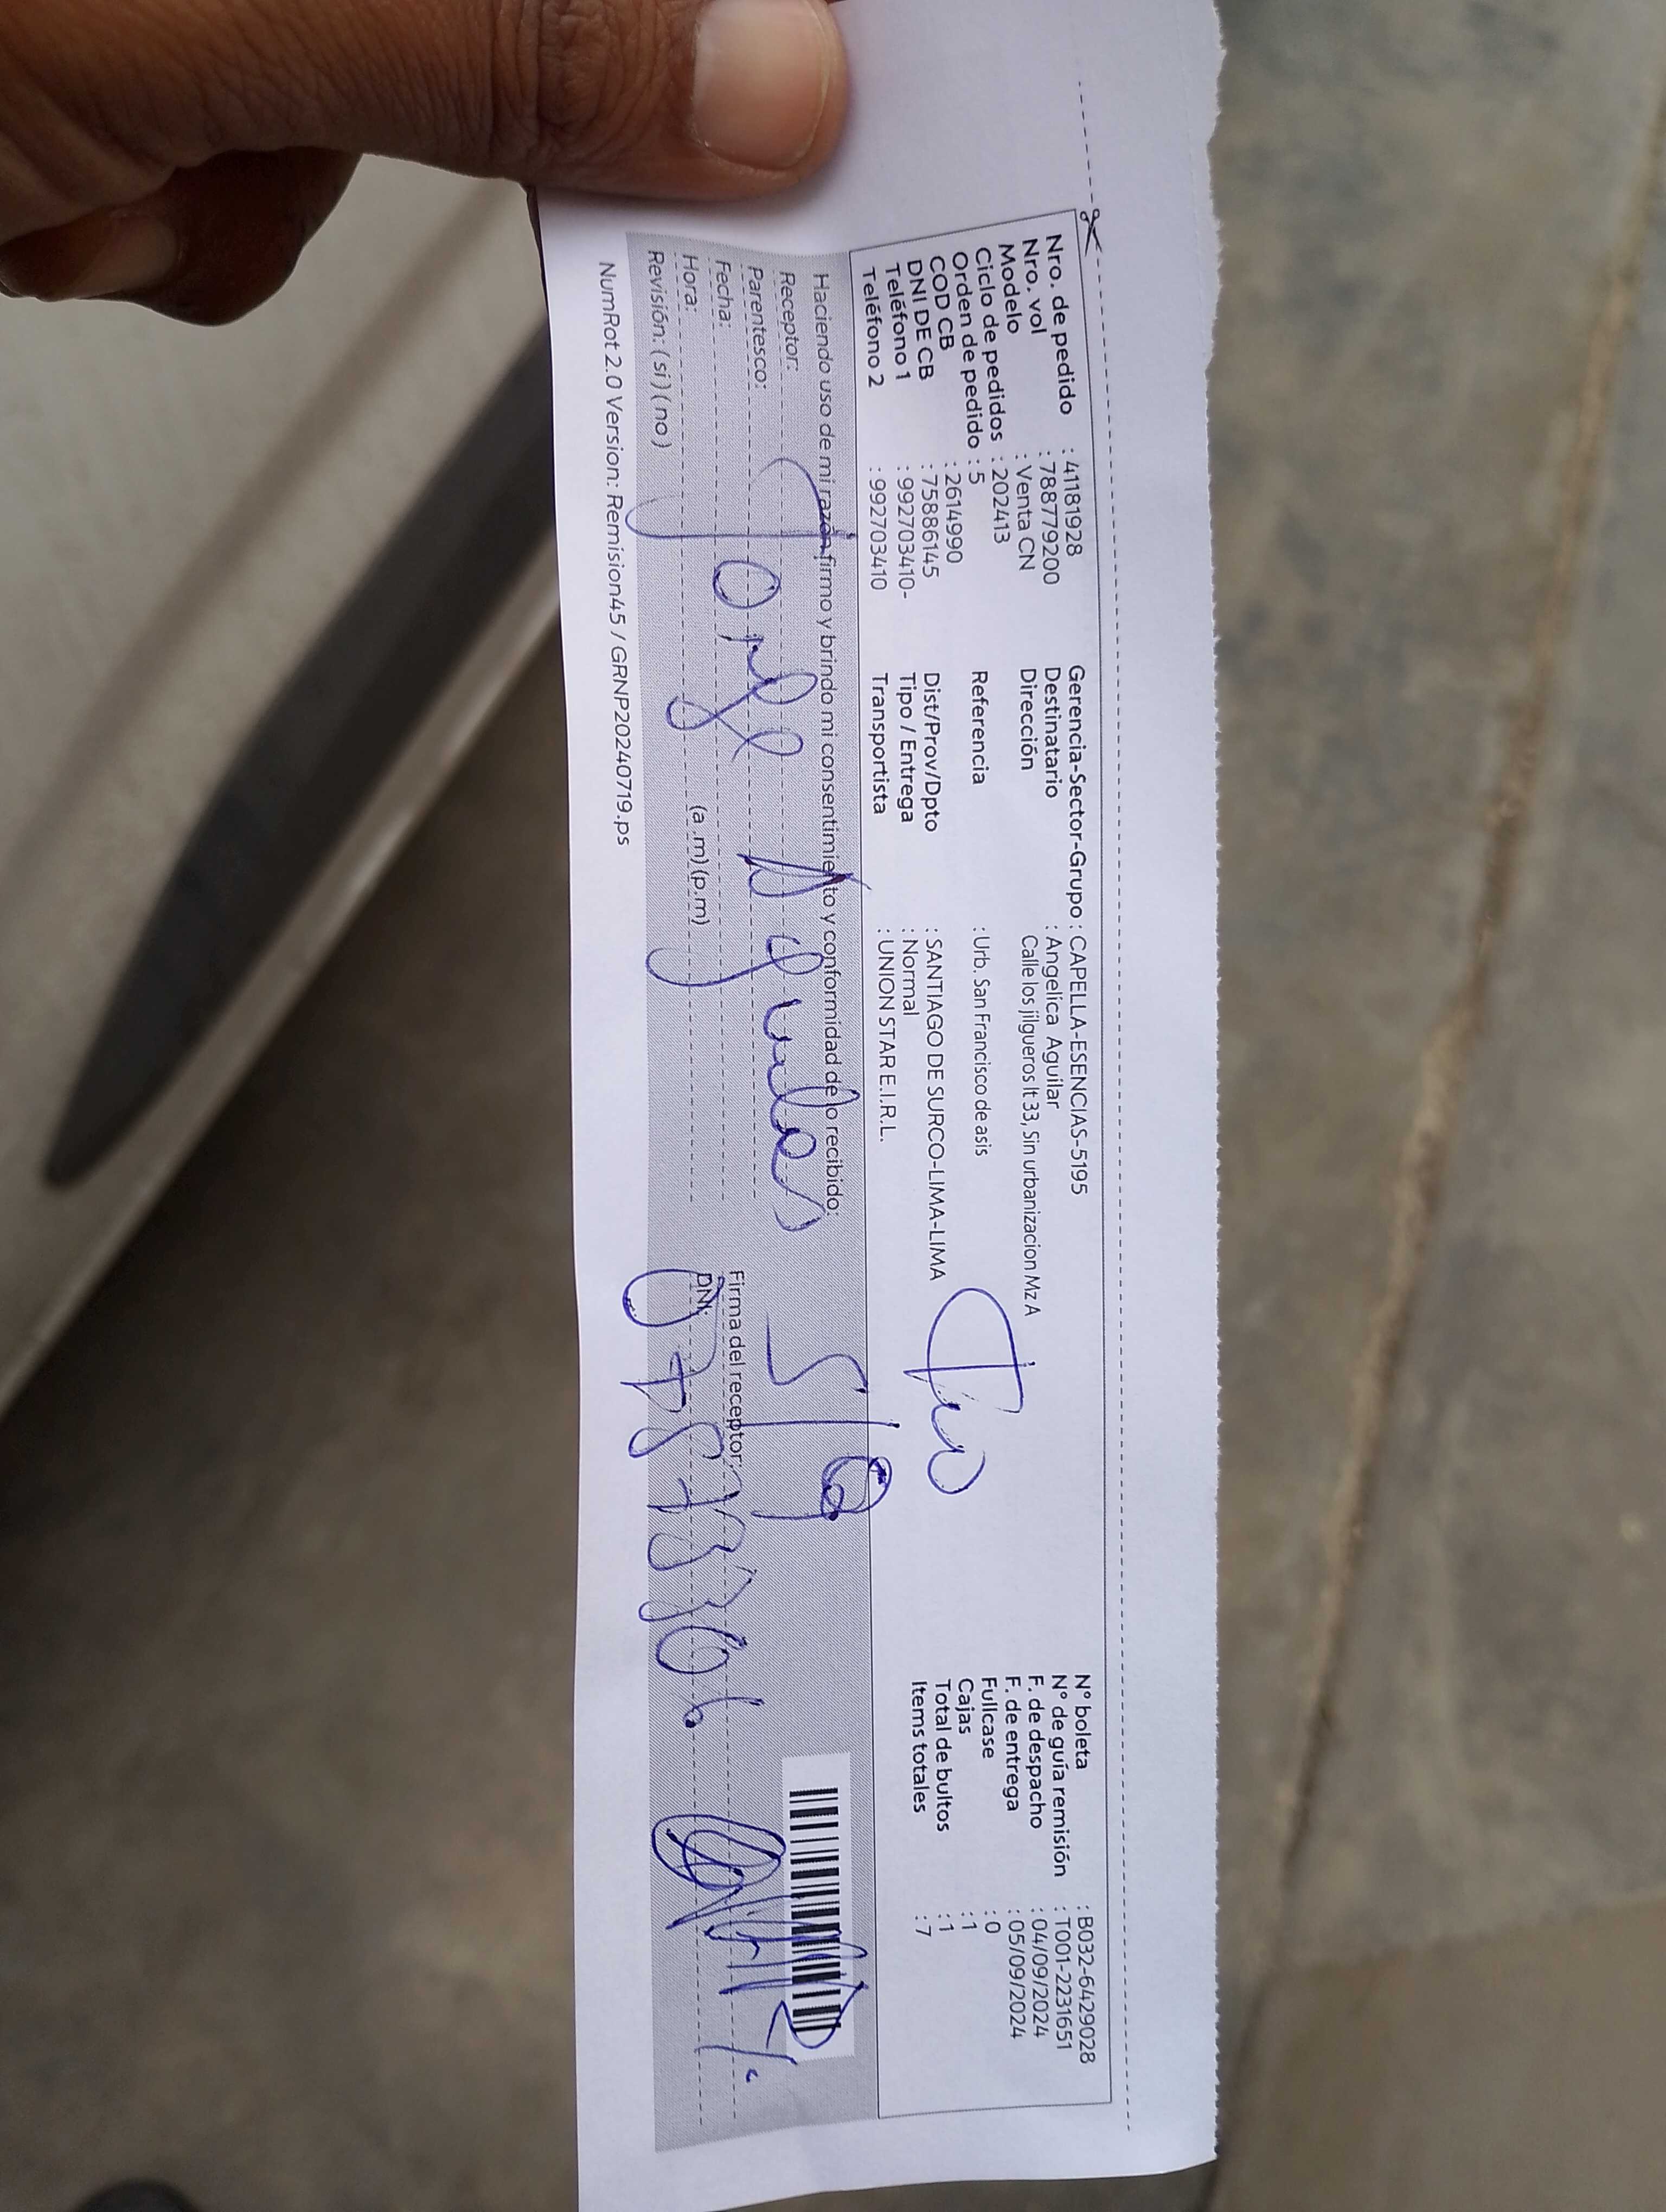 Nro. de pedido : 41181928
Nro. vol : 788779200
Modelo : Venta CN
Ciclo de pedidos : 202413
Orden de pedido : 5
COD CB : 2614990
DNI DE CB : 75886145
Teléfono 1 : 992703410-
Teléfono 2 : 992703410
Gerencia-Sector-Grupo : CAPELLA-ESENCIAS-5195
Destinatario : Angelica Aguilar
Dirección Calle los jilgueros lt 33, Sin urbanizacion Mz A
Referencia : Urb. San Francisco de asis
Dist/Prov/Dpto : SANTIAGO DE SURCO-LIMA-LIMA
Tipo / Entrega : Normal
Transportista : UNION STAR E.I.R.L.
Tio
N° boleta : B032-6429028
N° de guía remisión : T001-2231651
F. de despacho : 04/09/2024
F. de entrega : 05/09/2024
Fullcase : 0
Cajas : 1
Total de bultos : 1
Items totales : 7
Haciendo uso de mi razón firmo y brindo mi consentimiento y conformidad de lo recibido:
Receptor:
Jorge
5/9
Parentesco:
Fecha:
Hora: (a.m) (p.m)
Revisión: (si) (no)
Firma del receptor:
DNI:
NumRot 2.0 Version: Remision45 / GRNP20240719.ps